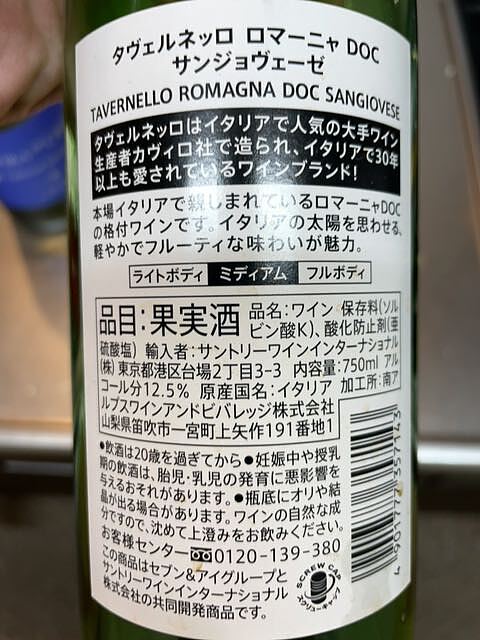 タヴェルネッロ ロマーニャ DOC
サンジョヴェーゼ
TAVERNELLO ROMAGNA DOC SANGIOVESE
タヴェルネッロはイタリアで人気の大手ワイン
生産者カヴィロ社で造られ、イタリアで30年
以上も愛されているワインブランド!
本場イタリアで親しまれているロマーニャDOC
の格付ワインです。イタリアの太陽を思わせる、
軽やかでフルーティな味わいが魅力。
ライトボディ ミディアム フルボディ
品目:果実酒 品名:ワイン 保存料(ソル
ビン酸K)、酸化防止剤(亜
硫酸塩) 輸入者:サントリーワインインターナショナル
(株) 東京都港区台場2丁目3-3 内容量:750ml アル
コール分12.5% 原産国名:イタリア 加工所:南ア
ルプスワインアンドビバレッジ株式会社
山梨県笛吹市一宮町上矢作191番地1
●飲酒は20歳を過ぎてから●妊娠中や授乳
期の飲酒は、胎児・乳児の発育に悪影響を
与えるおそれがあります。●瓶底にオリや結
晶が出る場合があります。ワインの自然な成
分ですので、沈めて上澄みをお飲みください。
お客様センター 0120-139-380
この商品はセブン&アイグループと
サントリーワインインターナショナル
株式会社の共同開発商品です。
SCREW CAP
スクリューキャップ
4901777357143